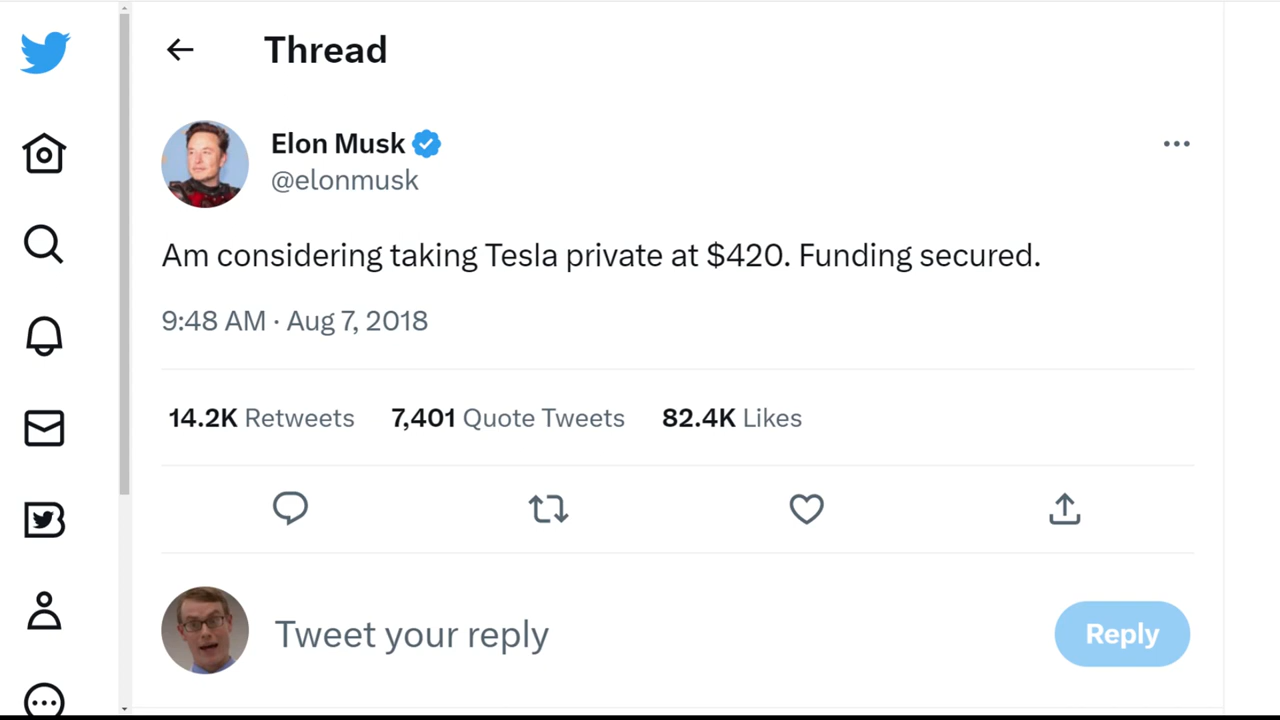 Thread
Elon Musk
@elonmusk
Am considering taking Tesla private at $420. Funding secured.
9:48 AM · Aug 7, 2018
14.2K Retweets 7,401 Quote Tweets 82.4K Likes
Tweet your reply
Reply